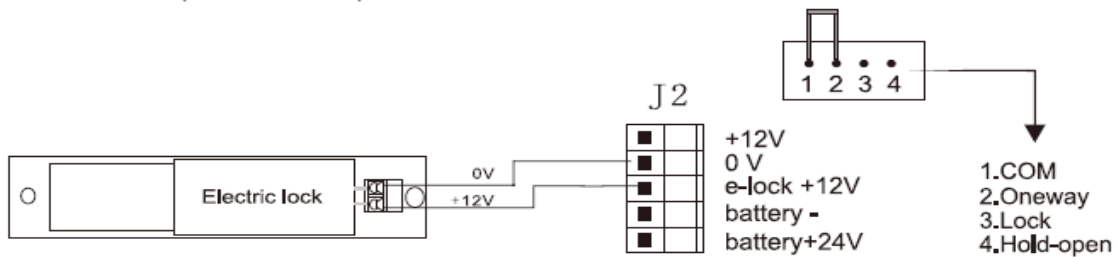 1 2 3 4
J2
+12V
0 V
e-lock +12V
battery -
battery+24V
Electric lock
0V
+12V
1.COM
2.Oneway
3.Lock
4.Hold-open